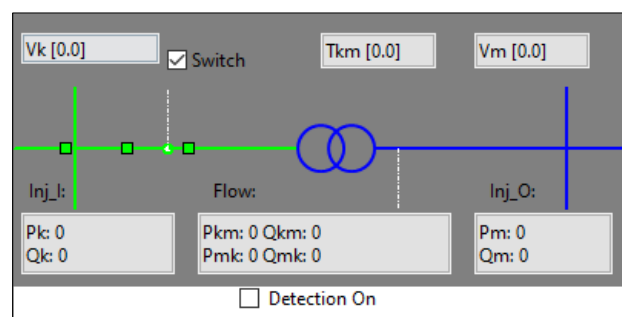 Vk [0.0]
Switch
Tkm [0.0]
Vm [0.0]
Inj_I:
Flow:
Inj_O:
Pk: 0
Qk: 0
Pkm: 0 Qkm: 0
Pmk: 0 Qmk: 0
Pm: 0
Qm: 0
Detection On